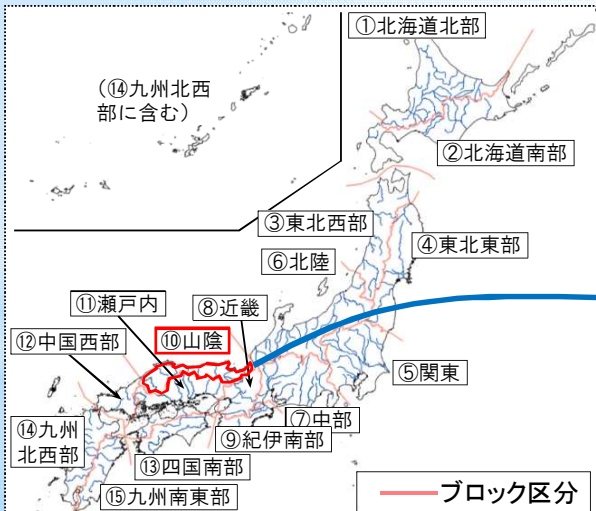 ①北海道北部
(⑭九州北西
部に含む)
②北海道南部
③東北西部
④東北東部
⑥北陸
⑪瀬戸内
⑧近畿
⑩山陰
⑫中国西部
⑤関東
⑦中部
⑭九州
北西部
⑨紀伊南部
⑬四国南部
⑮九州南東部
ブロック区分